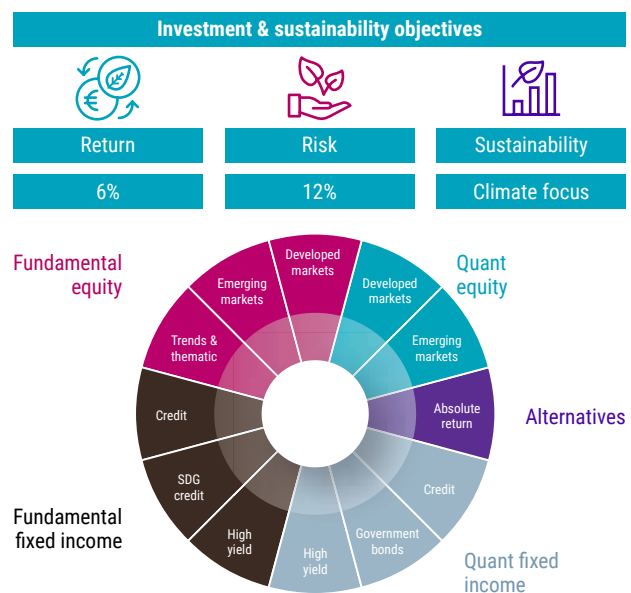 Investment & sustainability objectives
€
Return
Risk
Sustainability
6%
12%
Climate focus
Fundamental
equity
Quant
equity
Developed
markets
Emerging
markets
Developed
markets
Trends &
thematic
Emerging
markets
Credit
Absolute
return
Alternatives
SDG
credit
Credit
Fundamental
fixed income
High
yield
High
yield
Government
bonds
Quant fixed
income